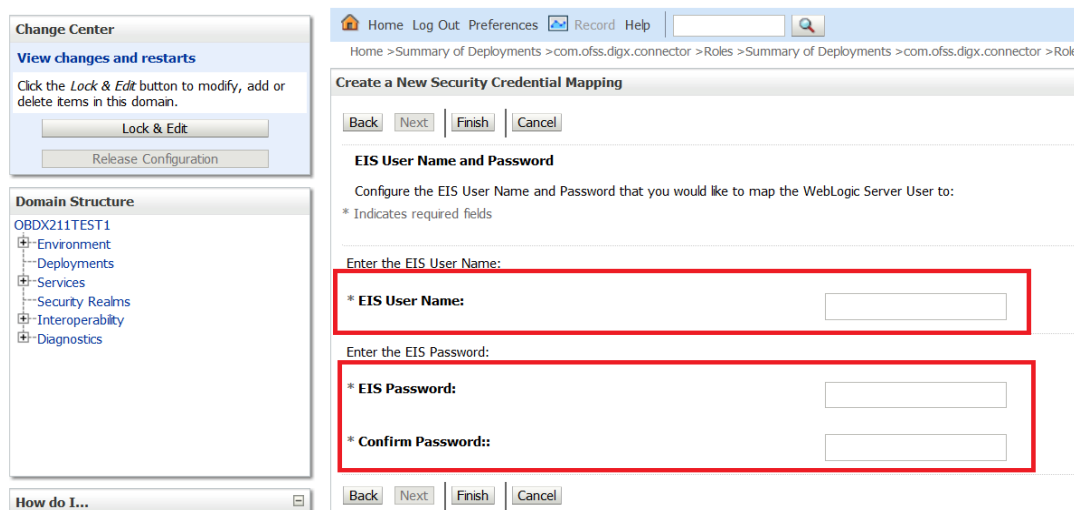 Change Center
View changes and restarts
Click the Lock & Edit button to modify, add or
delete items in this domain.
Lock & Edit
Release Configuration
Domain Structure
OBDX211TEST1
Environment
Deployments
Services
Security Realms
Interoperability
Diagnostics
How do I...
Home Log Out Preferences Record Help
Home >Summary of Deployments >com.ofss.digx.connector >Roles >Summary of Deployments >com.ofss.digx.connector >Role
Create a New Security Credential Mapping
Back Next Finish Cancel
EIS User Name and Password
Configure the EIS User Name and Password that you would like to map the WebLogic Server User to:
* Indicates required fields
Enter the EIS User Name:
* EIS User Name:
Enter the EIS Password:
* EIS Password:
* Confirm Password::
Back Next Finish Cancel